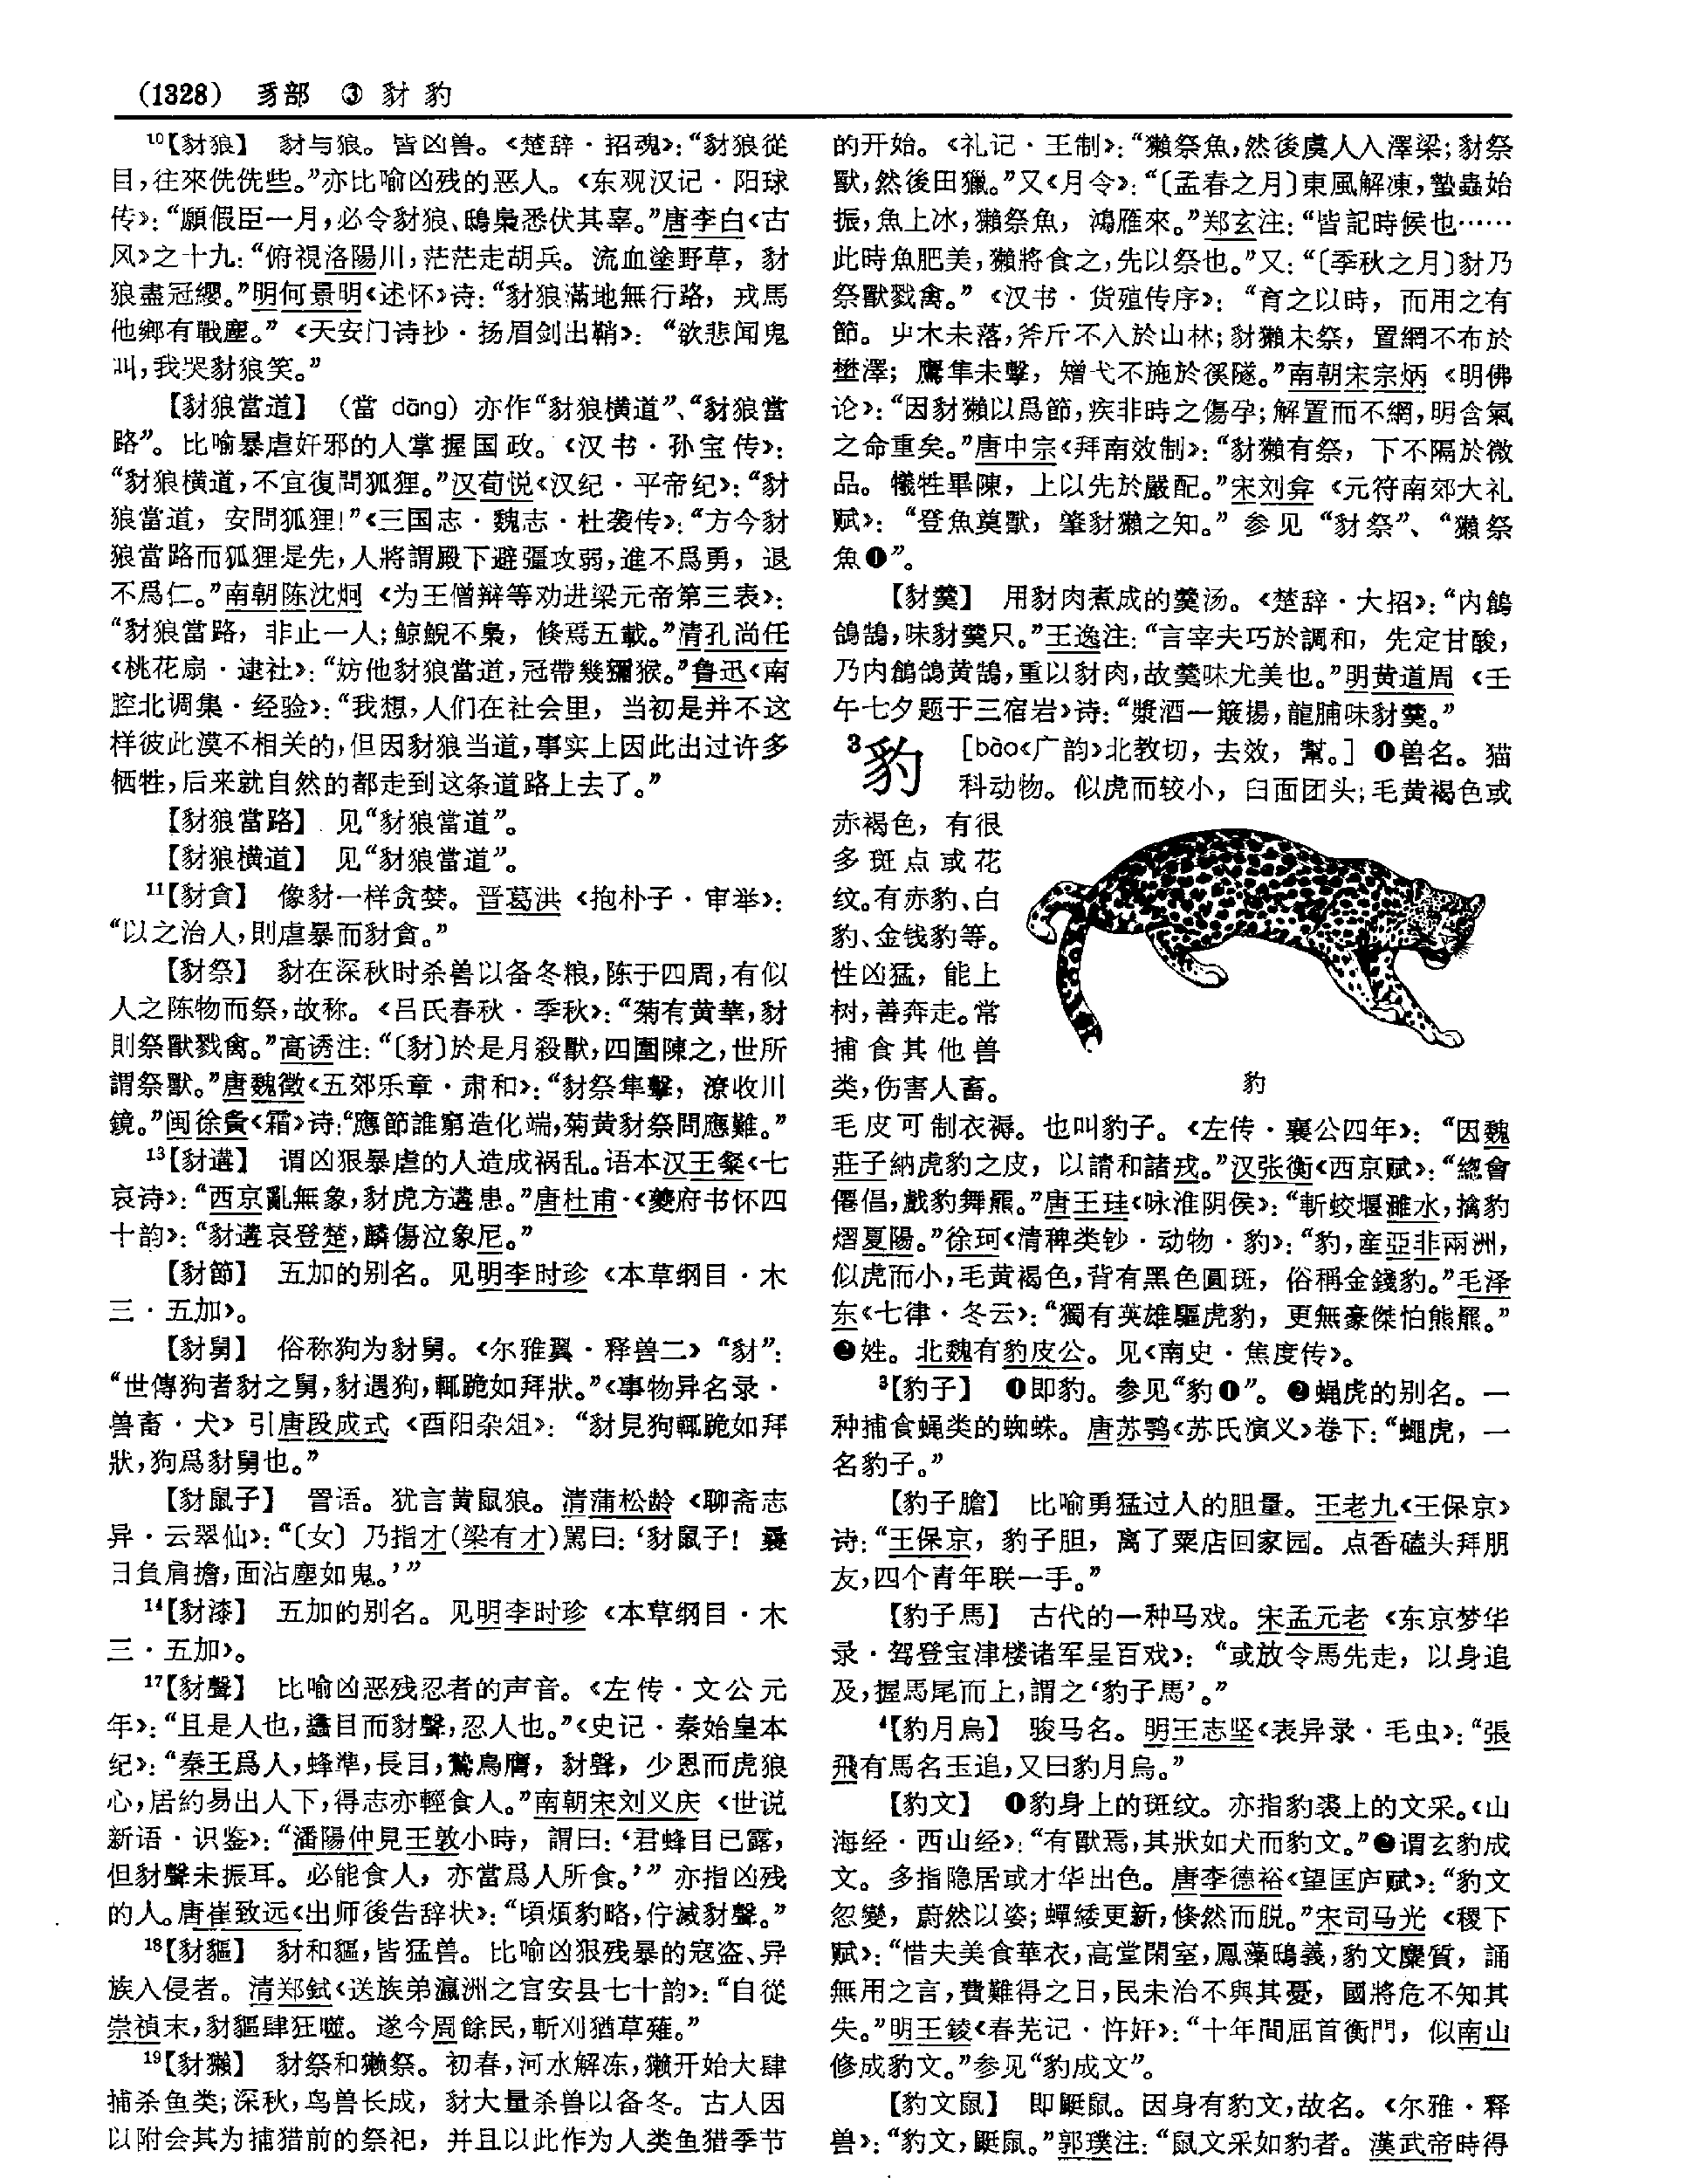 (1328) 豸部 ③ 豺 豹
10【豺狼】 豺与狼。皆凶兽。《楚辞·招魂》：“豺狼從
目，往來侁侁些。”亦比喻凶残的恶人。《东观汉记·阳球
传》：“願假臣一月，必令豺狼、鴟梟悉伏其辜。”唐李白《古
风》之十九：“俯視洛陽川，茫茫走胡兵。流血塗野草，豺
狼盡冠纓。”明何景明《述怀》诗：“豺狼滿地無行路，戎馬
他鄉有戰塵。”《天安门诗抄·扬眉剑出鞘》：“欲悲闻鬼
叫，我哭豺狼笑。”
【豺狼當道】 （當 dāng）亦作“豺狼横道”、“豺狼當
路”。比喻暴虐奸邪的人掌握国政。《汉书·孙宝传》：
“豺狼横道，不宜復問狐狸。”汉荀悦《汉纪·平帝纪》：“豺
狼當道，安問狐狸！”《三国志·魏志·杜袭传》：“方今豺
狼當路而狐狸是先，人將謂殿下避彊攻弱，進不爲勇，退
不爲仁。”南朝陈沈炯《为王僧辩等劝进梁元帝第三表》：
“豺狼當路，非止一人；鯨鯢不梟，倏焉五載。”清孔尚任
《桃花扇·逮社》：“妨他豺狼當道，冠帶幾獼猴。”鲁迅《南
腔北调集·经验》：“我想，人们在社会里，当初是并不这
样彼此漠不相关的，但因豺狼当道，事实上因此出过许多
牺牲，后来就自然的都走到这条道路上去了。”
【豺狼當路】 见“豺狼當道”。
【豺狼横道】 见“豺狼當道”。
11【豺貪】 像豺一样贪婪。晋葛洪《抱朴子·审举》：
“以之治人，則虐暴而豺貪。”
【豺祭】 豺在深秋时杀兽以备冬粮，陈于四周，有似
人之陈物而祭，故称。《吕氏春秋·季秋》：“菊有黄華，豺
則祭獸戮禽。”高诱注：“〔豺〕於是月殺獸，四圍陳之，世所
謂祭獸。”唐魏徵《五郊乐章·肃和》：“豺祭隼擊，潦收川
鏡。”闽徐夤《霜》诗：“應節誰窮造化端，菊黄豺祭問應難。”
13【豺遘】 谓凶狠暴虐的人造成祸乱。语本汉王粲《七
哀诗》：“西京亂無象，豺虎方遘患。”唐杜甫《夔府书怀四
十韵》：“豺遘哀登楚，麟傷泣象尼。”
【豺節】 五加的别名。见明李时珍《本草纲目·木
三·五加》。
【豺舅】 俗称狗为豺舅。《尔雅翼·释兽二》“豺”：
“世傳狗者豺之舅，豺遇狗，輒跪如拜狀。”《事物异名录·
兽畜·犬》引唐段成式《酉阳杂俎》：“豺見狗輒跪如拜
狀，狗爲豺舅也。”
【豺鼠子】 詈语。犹言黄鼠狼。清蒲松龄《聊斋志
异·云翠仙》：“〔女〕乃指才（梁有才）駡曰：‘豺鼠子！曩
日負肩擔，面沾塵如鬼。’”
14【豺漆】 五加的别名。见明李时珍《本草纲目·木
三·五加》。
17【豺聲】 比喻凶恶残忍者的声音。《左传·文公元
年》：“且是人也，蠭目而豺聲，忍人也。”《史记·秦始皇本
纪》：“秦王爲人，蜂準，長目，鷙鳥膺，豺聲，少恩而虎狼
心，居約易出人下，得志亦輕食人。”南朝宋刘义庆《世说
新语·识鉴》：“潘陽仲見王敦小時，謂曰：‘君蜂目已露，
但豺聲未振耳。必能食人，亦當爲人所食。’”亦指凶残
的人。唐崔致远《出师後告辞状》：“頃煩豹略，佇滅豺聲。”
18【豺貙】 豺和貙，皆猛兽。比喻凶狠残暴的寇盗、异
族入侵者。清郑鉽《送族弟瀛洲之官安县七十韵》：“自從
崇禎末，豺貙肆狂噬。遂令周餘民，斬刈猶草薙。”
19【豺獺】 豺祭和獭祭。初春，河水解冻，獭开始大肆
捕杀鱼类；深秋，鸟兽长成，豺大量杀兽以备冬。古人因
以附会其为捕猎前的祭祀，并且以此作为人类鱼猎季节
的开始。《礼记·王制》：“獺祭魚，然後虞人入澤梁；豺祭
獸，然後田獵。”又《月令》：“〔孟春之月〕東風解凍，蟄蟲始
振，魚上冰，獺祭魚，鴻雁來。”郑玄注：“皆記時候也……
此時魚肥美，獺將食之，先以祭也。”又：“〔季秋之月〕豺乃
祭獸戮禽。”《汉书·货殖传序》：“育之以時，而用之有
節。屮木未落，斧斤不入於山林；豺獺未祭，罝網不布於
壄澤；鷹隼未擊，矰弋不施於徯隧。”南朝宋宗炳《明佛
论》：“因豺獺以爲節，疾非時之傷孕；解罝而不網，明含氣
之命重矣。”唐中宗《拜南效制》：“豺獺有祭，下不隔於微
品。犧牲畢陳，上以先於嚴配。”宋刘弇《元符南郊大礼
赋》：“登魚奠獸，肇豺獺之知。”参见“豺祭”、“獺祭
魚❶”。
【豺羹】 用豺肉煮成的羹汤。《楚辞·大招》：“内鶬
鴿鵠，味豺羹只。”王逸注：“言宰夫巧於調和，先定甘酸，
乃内鶬鴿黄鵠，重以豺肉，故羹味尤美也。”明黄道周《壬
午七夕题于三宿岩》诗：“漿酒一簸揚，龍脯味豺羹。”
3豹 ［bào《广韵》北教切，去效，幫。］❶兽名。猫
科动物。似虎而较小，白面团头；毛黄褐色或
赤褐色，有很
多斑点或花
纹。有赤豹、白
豹、金钱豹等。
性凶猛，能上
树，善奔走。常
捕食其他兽
类，伤害人畜。
豹
毛皮可制衣褥。也叫豹子。《左传·襄公四年》：“因魏
莊子納虎豹之皮，以請和諸戎。”汉张衡《西京赋》：“總會
僊倡，戲豹舞羆。”唐王珪《咏淮阴侯》：“斬蛟堰濉水，擒豹
熠夏陽。”徐珂《清稗类钞·动物·豹》：“豹，産亞非兩洲，
似虎而小，毛黄褐色，背有黑色圓斑，俗稱金錢豹。”毛泽
东《七律·冬云》：“獨有英雄驅虎豹，更無豪傑怕熊羆。”
❷姓。北魏有豹皮公。见《南史·焦度传》。
3【豹子】 ❶即豹。参见“豹❶”。❷蝇虎的别名。一
种捕食蝇类的蜘蛛。唐苏鹗《苏氏演义》卷下：“蠅虎，一
名豹子。”
【豹子膽】 比喻勇猛过人的胆量。王老九《王保京》
诗：“王保京，豹子胆，离了粟店回家园。点香磕头拜朋
友，四个青年联一手。”
【豹子馬】 古代的一种马戏。宋孟元老《东京梦华
录·驾登宝津楼诸军呈百戏》：“或放令馬先走，以身追
及，握馬尾而上，謂之‘豹子馬’。”
4【豹月烏】 骏马名。明王志坚《表异录·毛虫》：“張
飛有馬名玉追，又曰豹月烏。”
【豹文】 ❶豹身上的斑纹。亦指豹裘上的文采。《山
海经·西山经》：“有獸焉，其狀如犬而豹文。”❷谓玄豹成
文。多指隐居或才华出色。唐李德裕《望匡庐赋》：“豹文
忽變，蔚然以姿；蟬緌更新，倏然而脱。”宋司马光《稷下
赋》：“惜夫美食華衣，高堂閑室，鳳藻鴟義，豹文麋質，誦
無用之言，費難得之日，民未治不與其憂，國將危不知其
失。”明王錂《春芜记·忤奸》：“十年間屈首衡門，似南山
修成豹文。”参见“豹成文”。
【豹文鼠】 即鼮鼠。因身有豹文，故名。《尔雅·释
兽》：“豹文，鼮鼠。”郭璞注：“鼠文采如豹者。漢武帝時得